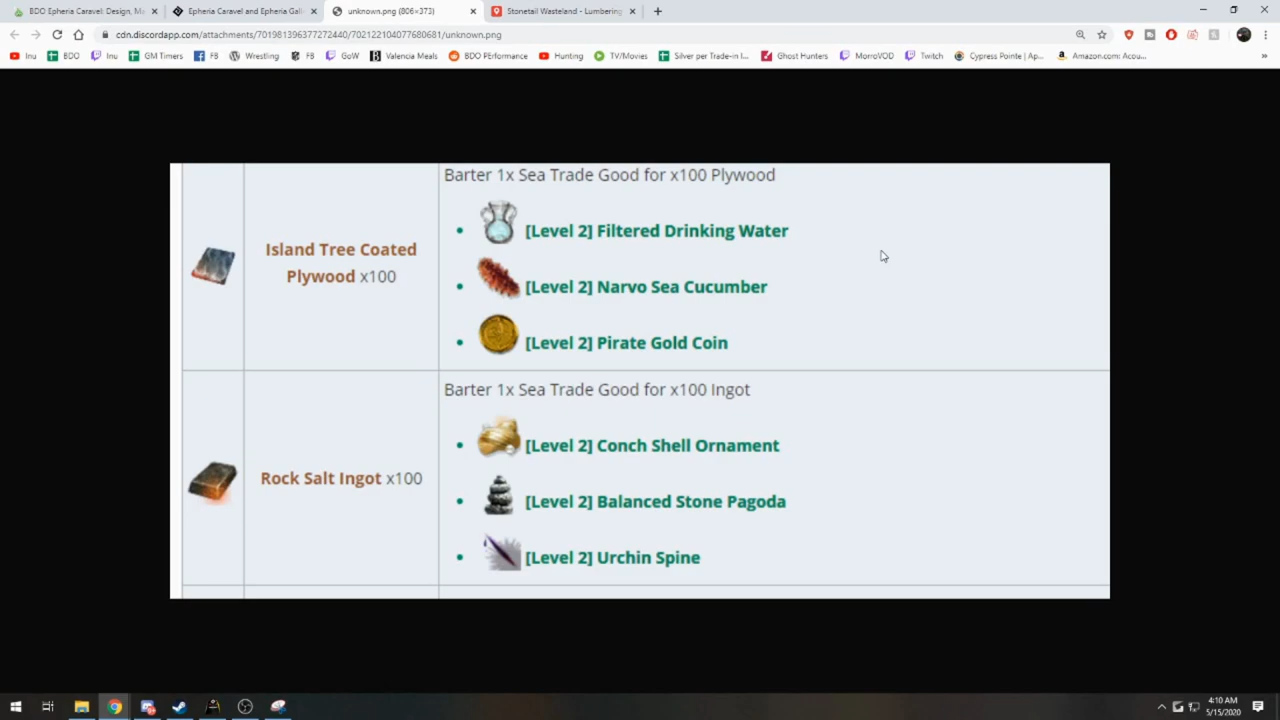 BDO Epheria Caravel: Design, Ma
Epheria Caravel and Epheria Gall
unknown.png (806×373)
Stonetail Wasteland - Lumbering
cdn.discordapp.com/attachments/701981396377272440/702122104077680681/unknown.png
Inu
BDO
Inu
GM Timers
FB
Wrestling
FB
GoW
Valencia Meals
BDO PErformance
Hunting
TV/Movies
Silver per Trade-in I...
Ghost Hunters
MorroVOD
Twitch
Cypress Pointe | Ap...
Amazon.com: Acou...
Barter 1x Sea Trade Good for x100 Plywood
Island Tree Coated
Plywood x100
[Level 2] Filtered Drinking Water
[Level 2] Narvo Sea Cucumber
[Level 2] Pirate Gold Coin
Barter 1x Sea Trade Good for x100 Ingot
Rock Salt Ingot x100
[Level 2] Conch Shell Ornament
[Level 2] Balanced Stone Pagoda
[Level 2] Urchin Spine
4:10 AM
5/15/2020